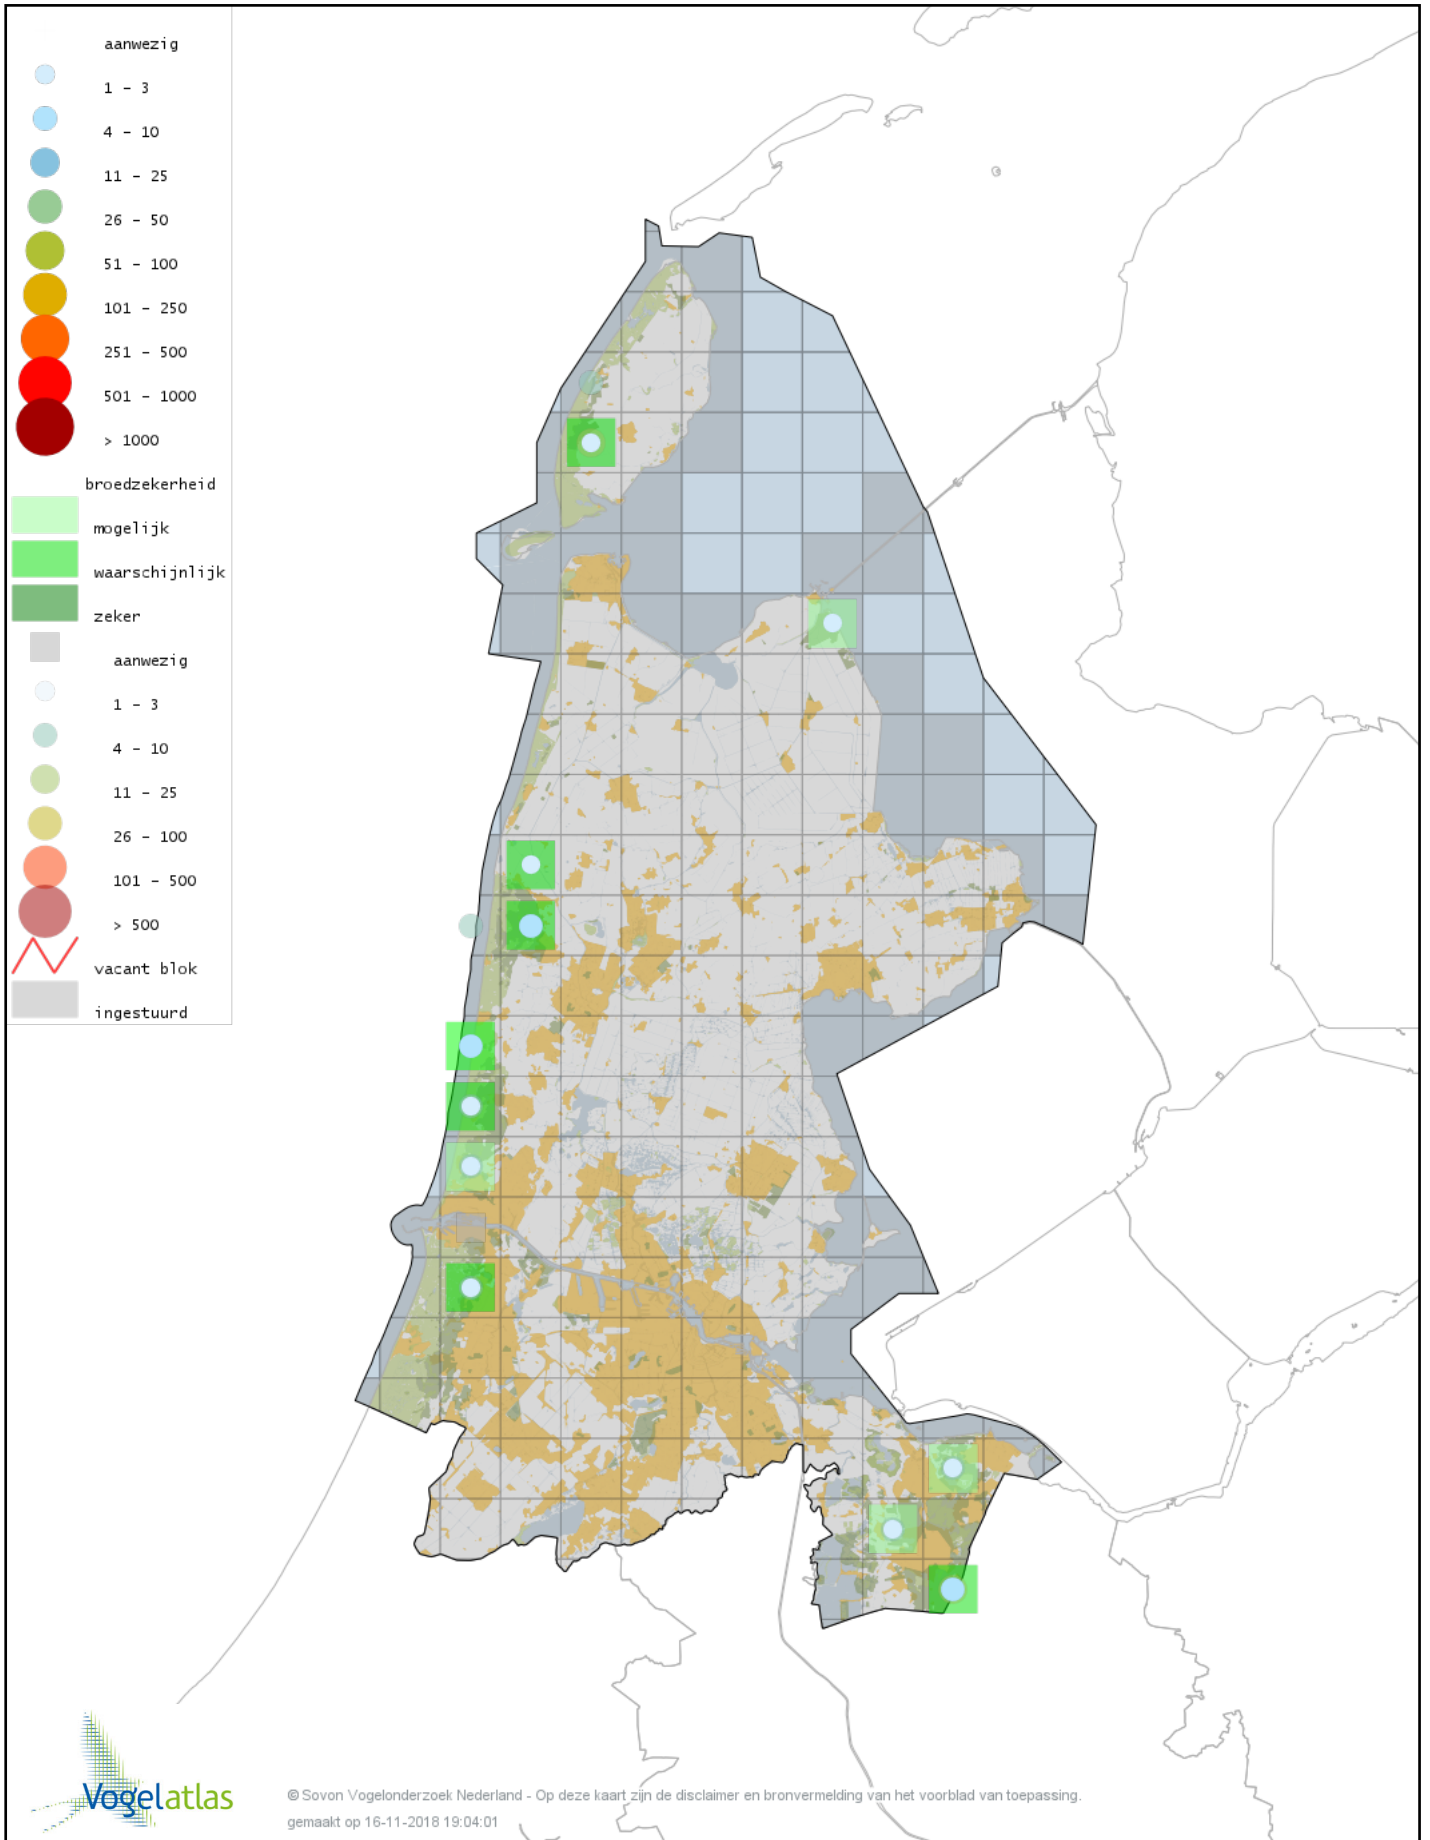 aanwezig
1 - 3
4 - 10
11 - 25
26 - 50
51 - 100
101 - 250
251 - 500
501 - 1000
> 1000
broedzekerheid
mogelijk
waarschijnlijk
zeker
aanwezig
1 - 3
4 - 10
11 - 25
26 - 100
101 - 500
> 500
vacant blok
ingestuurd
Vogelatlas
© Sovon Vogelonderzoek Nederland - Op deze kaart zijn de disclaimer en bronvermelding van het voorblad van toepassing.
gemaakt op 16-11-2018 19:04:01